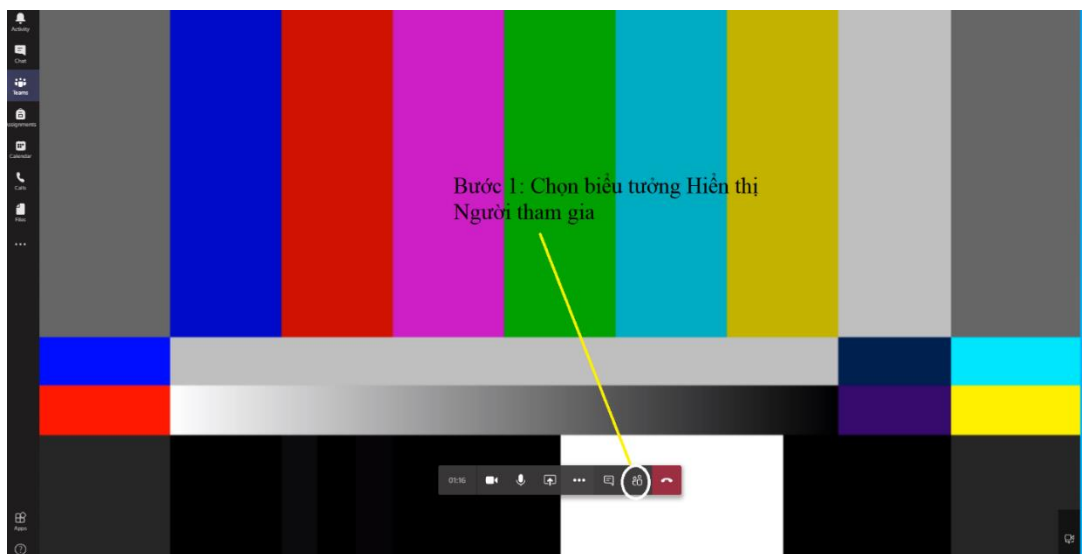 Activity
Chat
Teams
Assignments
Calendar
Calls
Files
Bước 1: Chọn biểu tưởng Hiển thị
Người tham gia
01:16
Apps